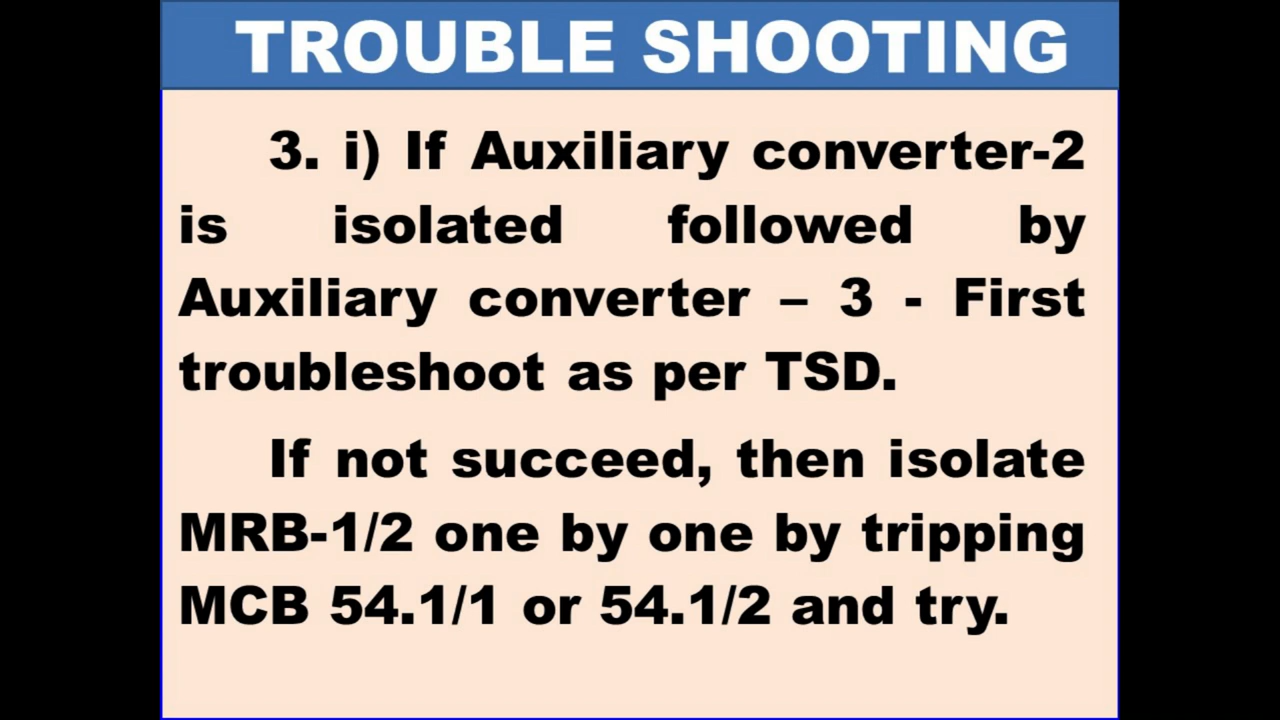 TROUBLE SHOOTING
3. i) If Auxiliary converter-2
is isolated followed by
Auxiliary converter – 3 - First
troubleshoot as per TSD.
If not succeed, then isolate
MRB-1/2 one by one by tripping
MCB 54.1/1 or 54.1/2 and try.